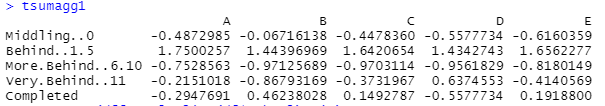 > tsumagg1
A B C D E
Middling..0 -0.4872985 -0.06716138 -0.4478360 -0.5577734 -0.6160359
Behind..1.5 1.7500257 1.44396969 1.6420654 1.4342743 1.6562277
More.Behind..6.10 -0.7528563 -0.97125689 -0.9703114 -0.9561829 -0.8180149
Very.Behind..11 -0.2151018 -0.86793169 -0.3731967 0.6374553 -0.4140569
Completed -0.2947691 0.46238028 0.1492787 -0.5577734 0.1918800